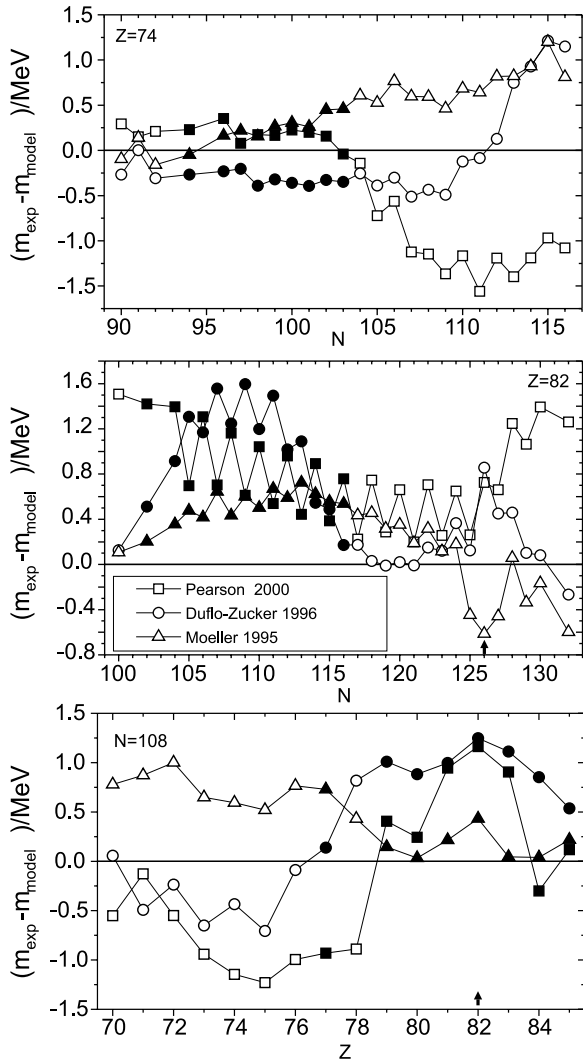 Z=74
(m_exp -m_model )/MeV
1.5
1.0
0.5
0.0
-0.5
-1.0
-1.5
90 95 100 105 110 115
N
Z=82
(m_exp -m_model )/MeV
1.6
1.2
0.8
0.4
0.0
-0.4
-0.8
Pearson 2000
Duflo-Zucker 1996
Moeller 1995
100 105 110 115 120 125 130
N
N=108
(m_exp -m_model )/MeV
1.5
1.0
0.5
0.0
-0.5
-1.0
-1.5
70 72 74 76 78 80 82 84
Z